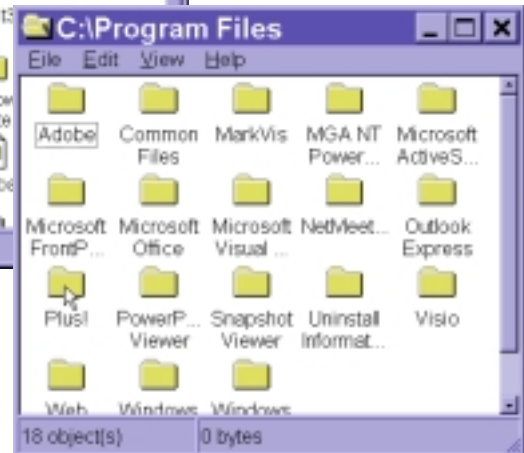 C:\Program Files
File Edit View Help
Adobe Common Files MarkVis MGA NT Power... Microsoft ActiveS...
Microsoft FrontP... Microsoft Office Microsoft Visual ... NetMeet... Outlook Express
Plus! PowerP... Viewer Snapshot Viewer Uninstall Informat... Visio
Web Windows Windows
18 object(s) 0 bytes